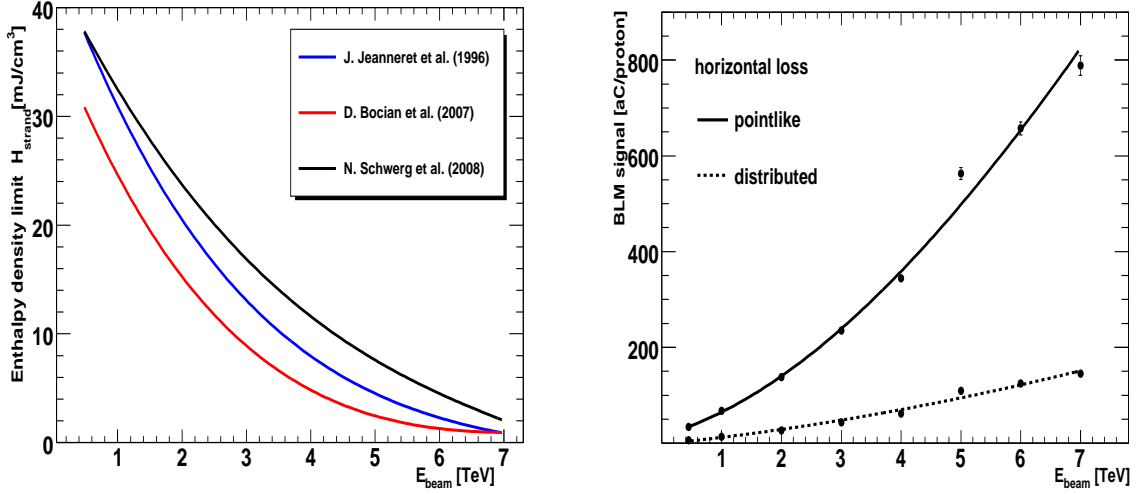 Enthalpy density limit H_strand [mJ/cm^3]
40
30
20
10
0
J. Jeanneret et al. (1996)
D. Bocian et al. (2007)
N. Schwerg et al. (2008)
1 2 3 4 5 6 7
E_beam [TeV]
BLM signal [aC/proton]
800
600
400
200
horizontal loss
pointlike
distributed
1 2 3 4 5 6 7
E_beam [TeV]